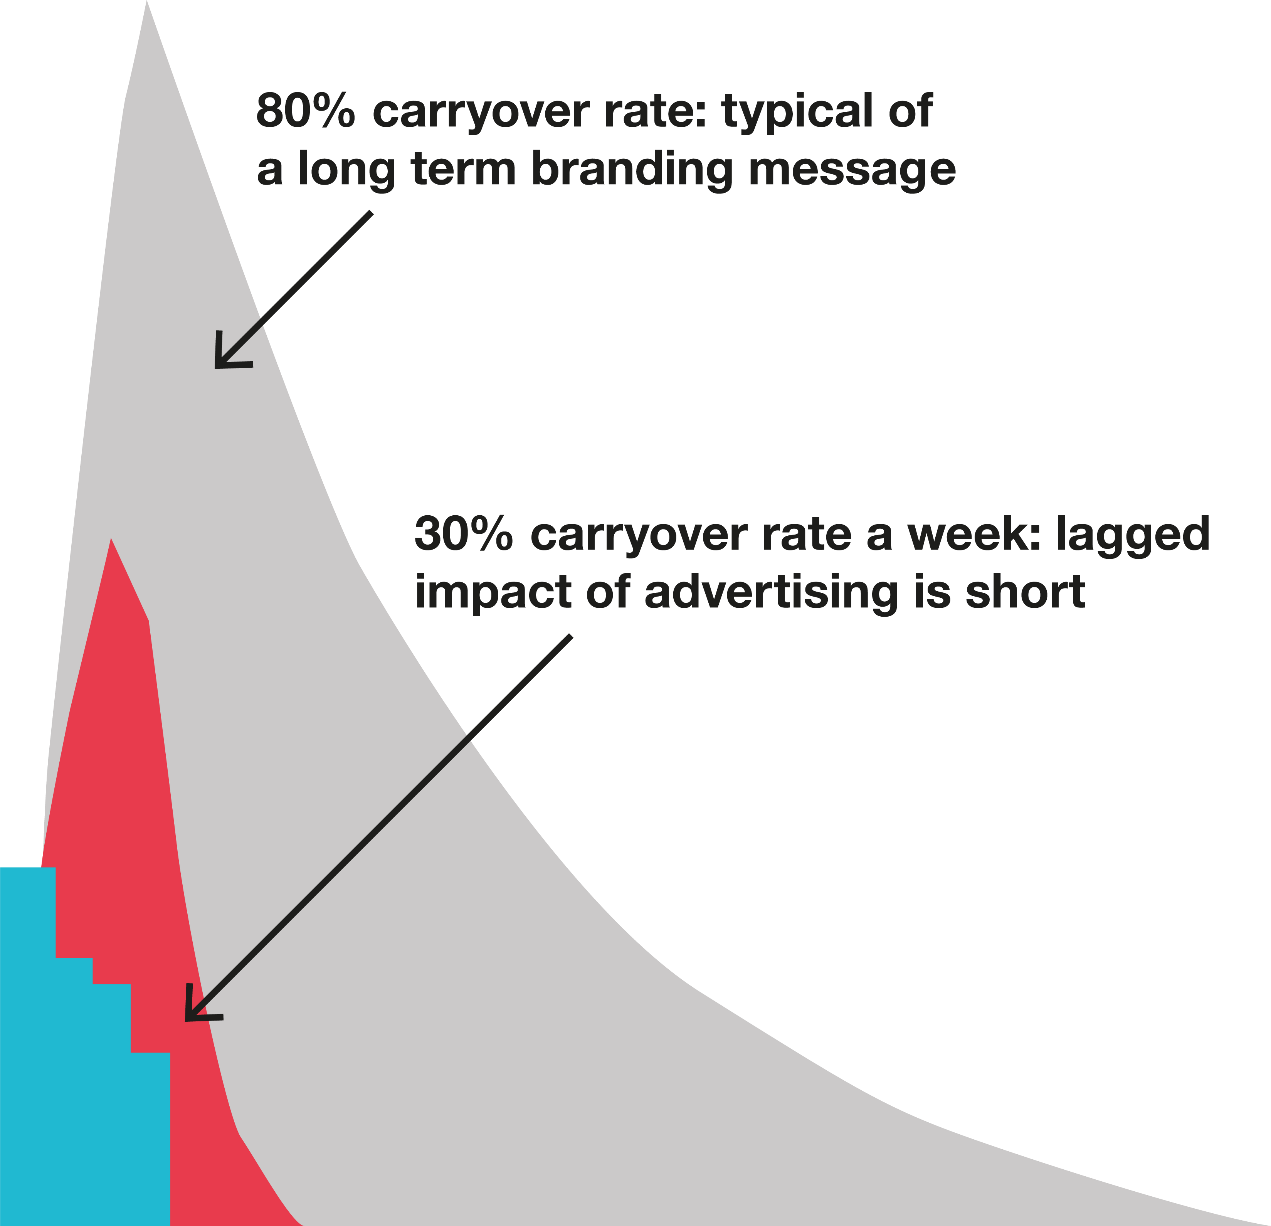 80% carryover rate: typical of
a long term branding message
30% carryover rate a week: lagged
impact of advertising is short